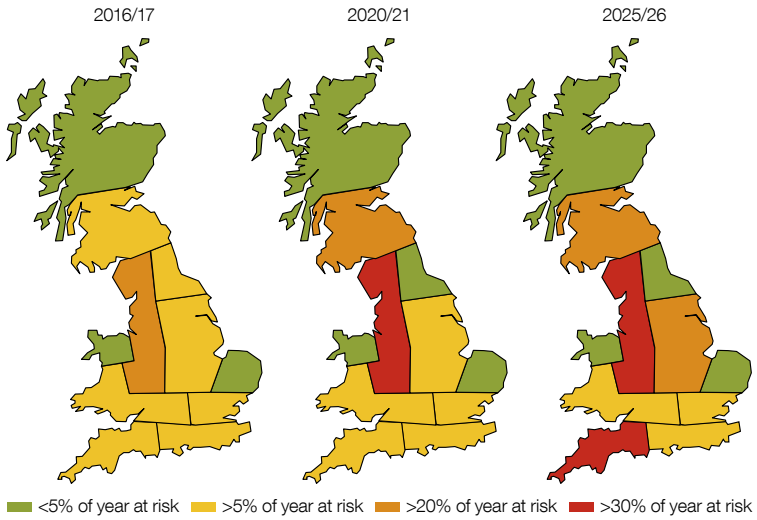 2016/17 2020/21 2025/26
<5% of year at risk >5% of year at risk >20% of year at risk >30% of year at risk